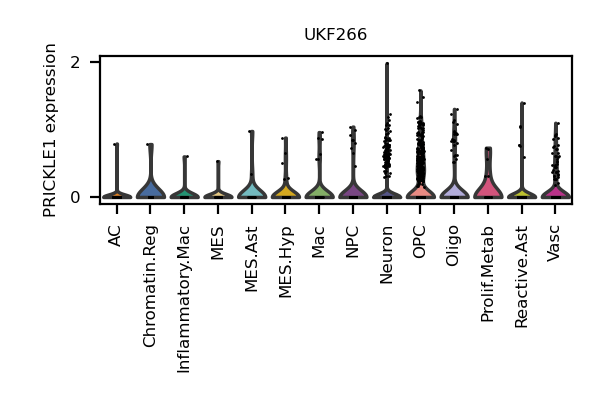 UKF266
PRICKLE1 expression
2
0
AC
Chromatin.Reg
Inflammatory.Mac
MES
MES.Ast
MES.Hyp
Mac
NPC
Neuron
OPC
Oligo
Prolif.Metab
Reactive.Ast
Vasc